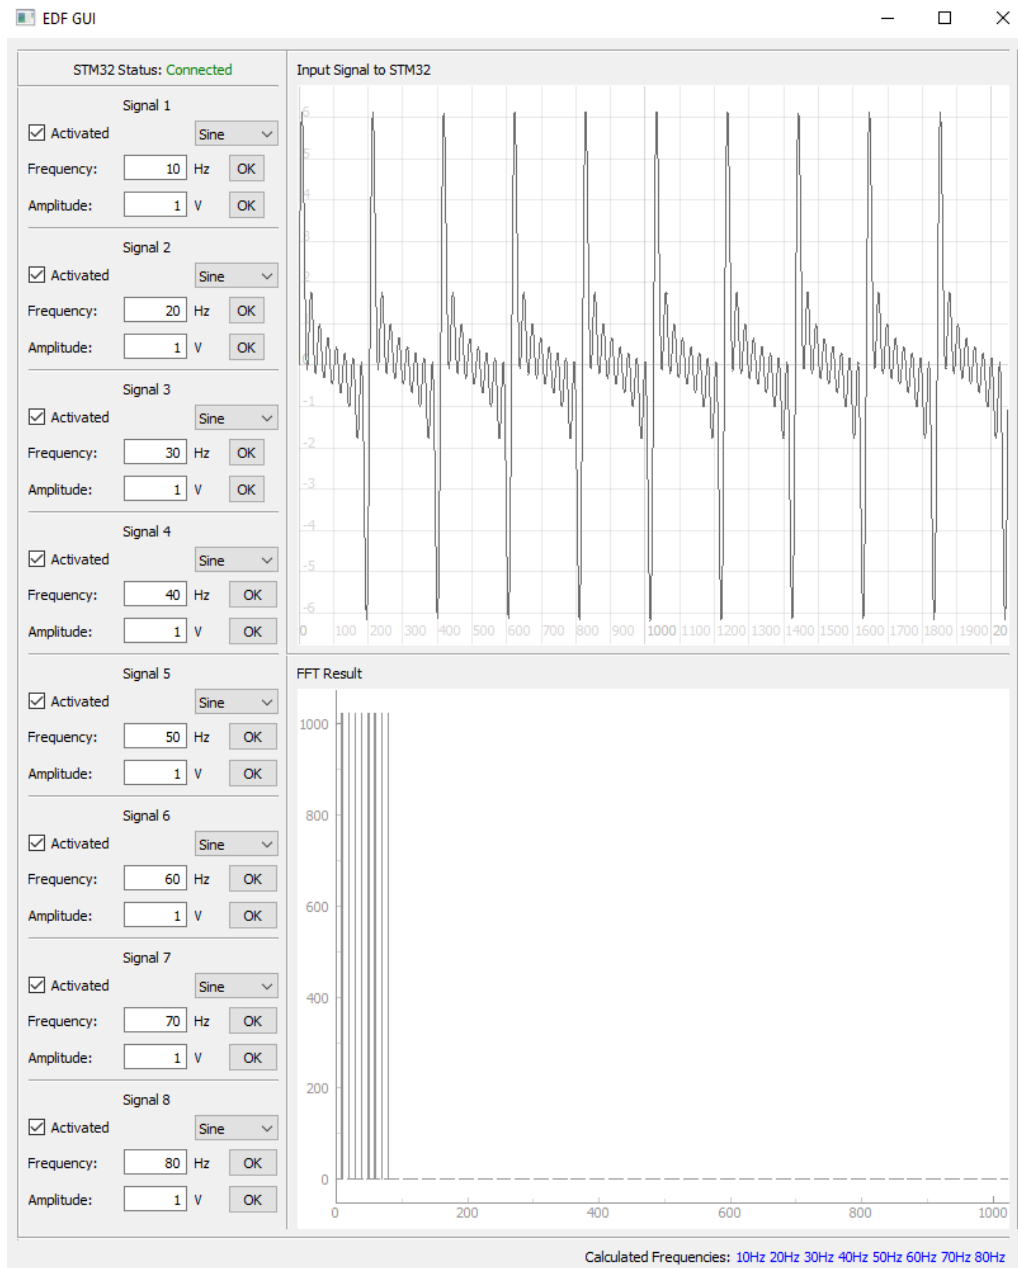 EDF GUI
STM32 Status: Connected
Signal 1
Activated Sine
Frequency: 10 Hz OK
Amplitude: 1 V OK
Signal 2
Activated Sine
Frequency: 20 Hz OK
Amplitude: 1 V OK
Signal 3
Activated Sine
Frequency: 30 Hz OK
Amplitude: 1 V OK
Signal 4
Activated Sine
Frequency: 40 Hz OK
Amplitude: 1 V OK
Signal 5
Activated Sine
Frequency: 50 Hz OK
Amplitude: 1 V OK
Signal 6
Activated Sine
Frequency: 60 Hz OK
Amplitude: 1 V OK
Signal 7
Activated Sine
Frequency: 70 Hz OK
Amplitude: 1 V OK
Signal 8
Activated Sine
Frequency: 80 Hz OK
Amplitude: 1 V OK
Input Signal to STM32
6
5
4
3
2
0
-1
-2
-3
-4
-5
-6
0 100 200 300 400 500 600 700 800 900 1000 1100 1200 1300 1400 1500 1600 1700 1800 1900 20
FFT Result
1000
800
600
400
200
0
0 200 400 600 800 1000
Calculated Frequencies: 10Hz 20Hz 30Hz 40Hz 50Hz 60Hz 70Hz 80Hz